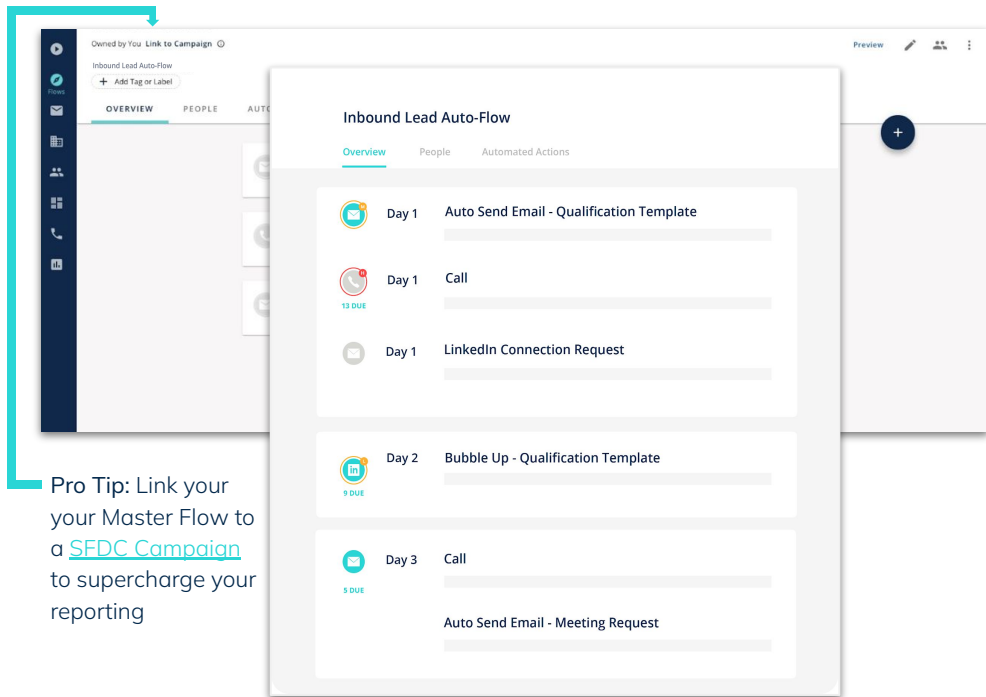 Owned by You Link to Campaign
Preview
Inbound Lead Auto-Flow
+ Add Tag or Label
Flows
OVERVIEW PEOPLE AUTO
Inbound Lead Auto-Flow
Overview People Automated Actions
Day 1 Auto Send Email - Qualification Template
Day 1 Call
13 DUE
Day 1 LinkedIn Connection Request
Day 2 Bubble Up - Qualification Template
in
9 DUE
Day 3 Call
5 DUE
Auto Send Email - Meeting Request
Pro Tip: Link your
your Master Flow to
a SFDC Campaign
to supercharge your
reporting